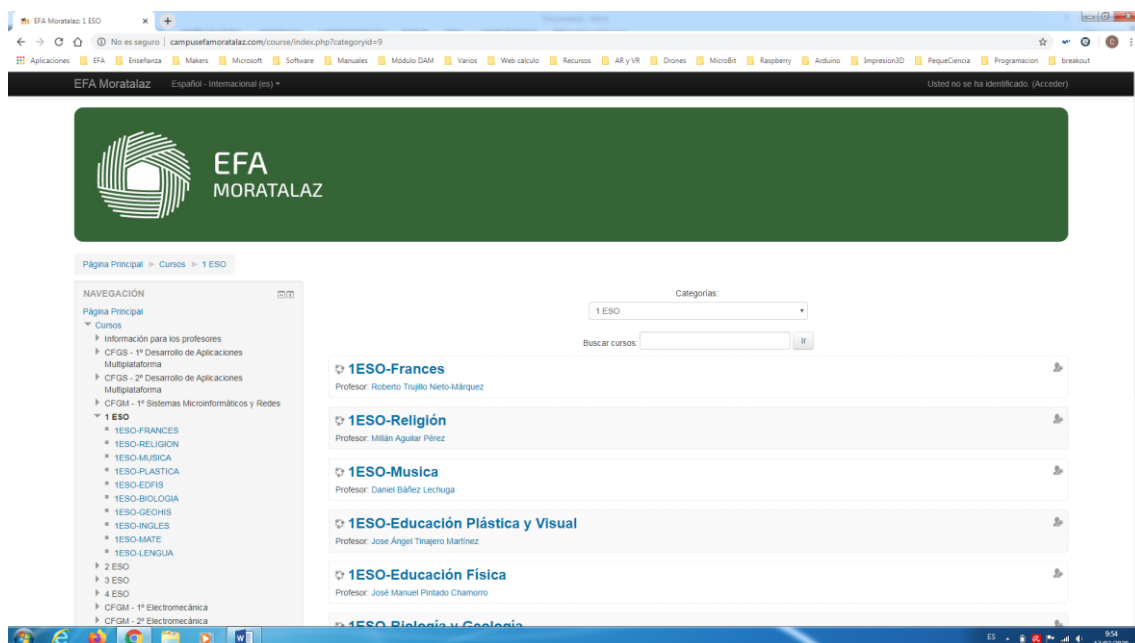 EFA Moratalaz: 1 ESO
No es seguro | campusefamoratalaz.com/course/index.php?categoryid=9
Aplicaciones EFA Enseñanza Makers Microsoft Software Manuales Módulo DAM Varios Web calculo Recursos AR y VR Drones MicroBit Raspberry Arduino Impresion3D PequeCiencia Programacion breakout
EFA Moratalaz Español - Internacional (es) Usted no se ha identificado. (Acceder)
EFA
MORATALAZ
Página Principal Cursos 1 ESO
NAVEGACIÓN
Página Principal
Cursos
Información para los profesores
CFGS - 1º Desarrollo de Aplicaciones
Multiplataforma
CFGS - 2º Desarrollo de Aplicaciones
Multiplataforma
CFGM - 1º Sistemas Microinformáticos y Redes
1 ESO
1ESO-FRANCES
1ESO-RELIGION
1ESO-MUSICA
1ESO-PLASTICA
1ESO-EDFIS
1ESO-BIOLOGIA
1ESO-GEOHIS
1ESO-INGLES
1ESO-MATE
1ESO-LENGUA
2 ESO
3 ESO
4 ESO
CFGM - 1º Electromecánica
CFGM - 2º Electromecánica
Categorías:
1 ESO
Buscar cursos: Ir
1ESO-Frances
Profesor: Roberto Trujillo Nieto-Márquez
1ESO-Religión
Profesor: Millán Aguilar Pérez
1ESO-Musica
Profesor: Daniel Báñez Lechuga
1ESO-Educación Plástica y Visual
Profesor: Jose Ángel Tinajero Martínez
1ESO-Educación Física
Profesor: José Manuel Pintado Chamorro
1ESO-Biología y Geología
ES 9:54